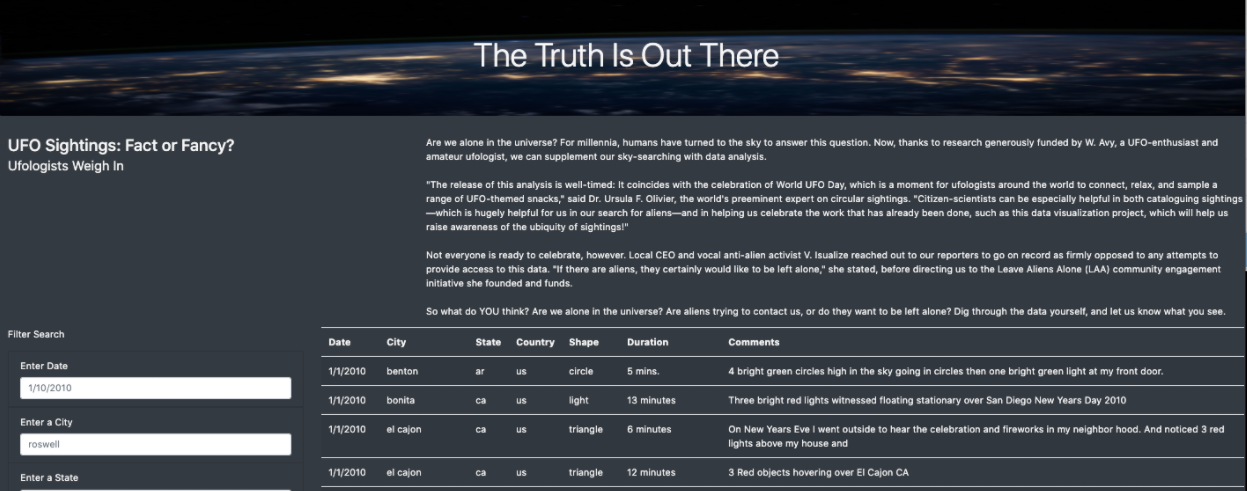 The Truth Is Out There
UFO Sightings: Fact or Fancy?
Ufologists Weigh In
Are we alone in the universe? For millennia, humans have turned to the sky to answer this question. Now, thanks to research generously funded by W. Avy, a UFO-enthusiast and
amateur ufologist, we can supplement our sky-searching with data analysis.
"The release of this analysis is well-timed: It coincides with the celebration of World UFO Day, which is a moment for ufologists around the world to connect, relax, and sample a
range of UFO-themed snacks," said Dr. Ursula F. Olivier, the world's preeminent expert on circular sightings. "Citizen-scientists can be especially helpful in both cataloguing sightings
—which is hugely helpful for us in our search for aliens—and in helping us celebrate the work that has already been done, such as this data visualization project, which will help us
raise awareness of the ubiquity of sightings!"
Not everyone is ready to celebrate, however. Local CEO and vocal anti-alien activist V. Isualize reached out to our reporters to go on record as firmly opposed to any attempts to
provide access to this data. "If there are aliens, they certainly would like to be left alone," she stated, before directing us to the Leave Aliens Alone (LAA) community engagement
initiative she founded and funds.
So what do YOU think? Are we alone in the universe? Are aliens trying to contact us, or do they want to be left alone? Dig through the data yourself, and let us know what you see.
Filter Search
Enter Date
1/10/2010
Enter a City
roswell
Enter a State
Date City State Country Shape Duration Comments
1/1/2010 benton ar us circle 5 mins. 4 bright green circles high in the sky going in circles then one bright green light at my front door.
1/1/2010 bonita ca us light 13 minutes Three bright red lights witnessed floating stationary over San Diego New Years Day 2010
1/1/2010 el cajon ca us triangle 6 minutes On New Years Eve I went outside to hear the celebration and fireworks in my neighbor hood. And noticed 3 red
lights above my house and
1/1/2010 el cajon ca us triangle 12 minutes 3 Red objects hovering over El Cajon CA